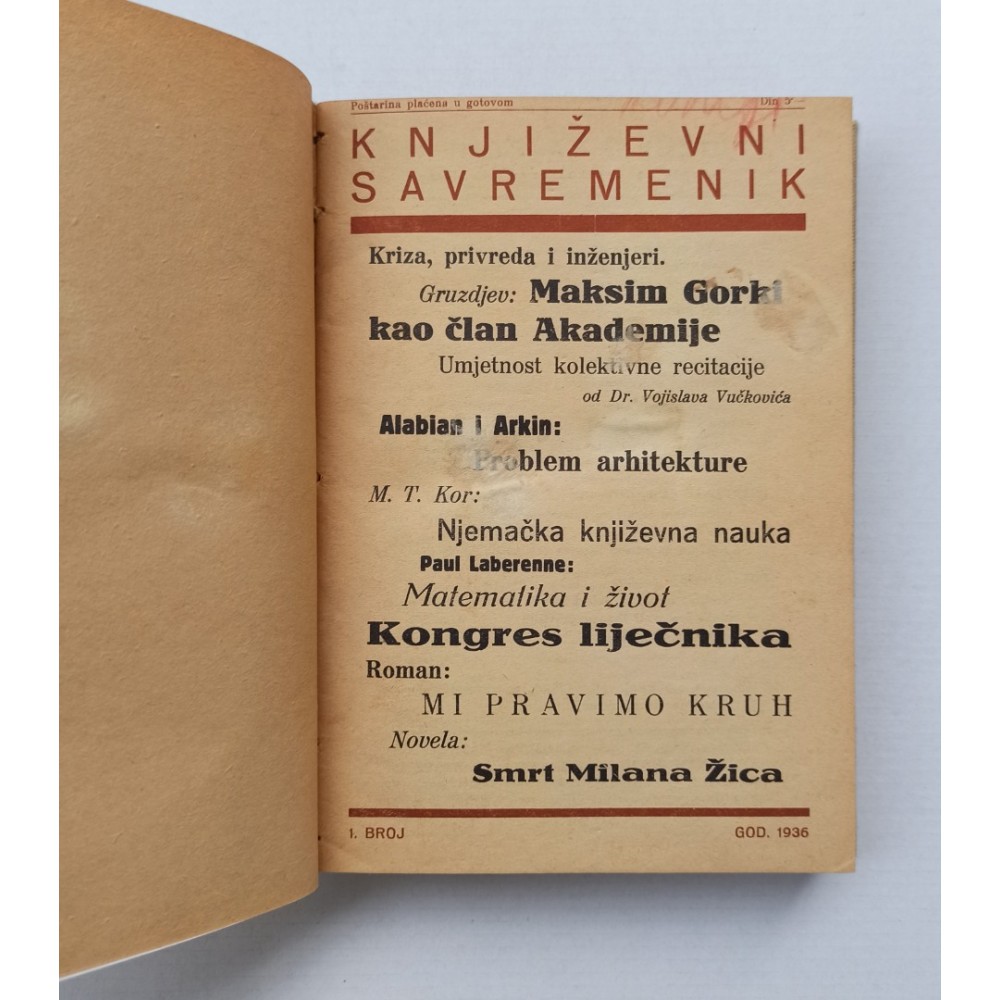 Poštarina plaćena u gotovom Din 5
KNJIŽEVNI
SAVREMENIK
Kriza, privreda i inženjeri.
Gruzdjev: Maksim Gorki
kao član Akademije
Umjetnost kolektivne recitacije
od Dr. Vojislava Vučkovića
Alabian i Arkin:
Problem arhitekture
M. T. Kor:
Njemačka književna nauka
Paul Laberenne:
Matematika i život
Kongres liječnika
Roman:
MI PRAVIMO KRUH
Novela:
Smrt Milana Žica
1. BROJ GOD. 1936